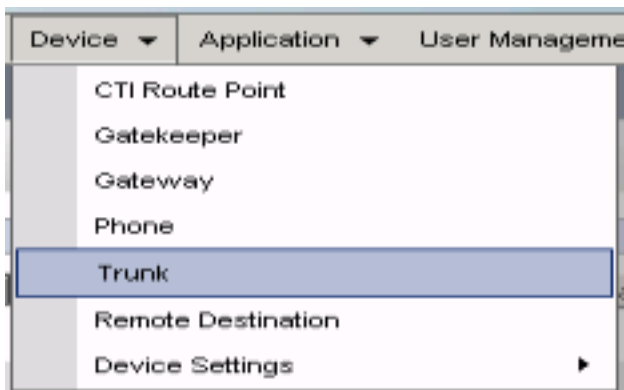 Device Application User Manageme
CTI Route Point
Gatekeeper
Gateway
Phone
Trunk
Remote Destination
Device Settings